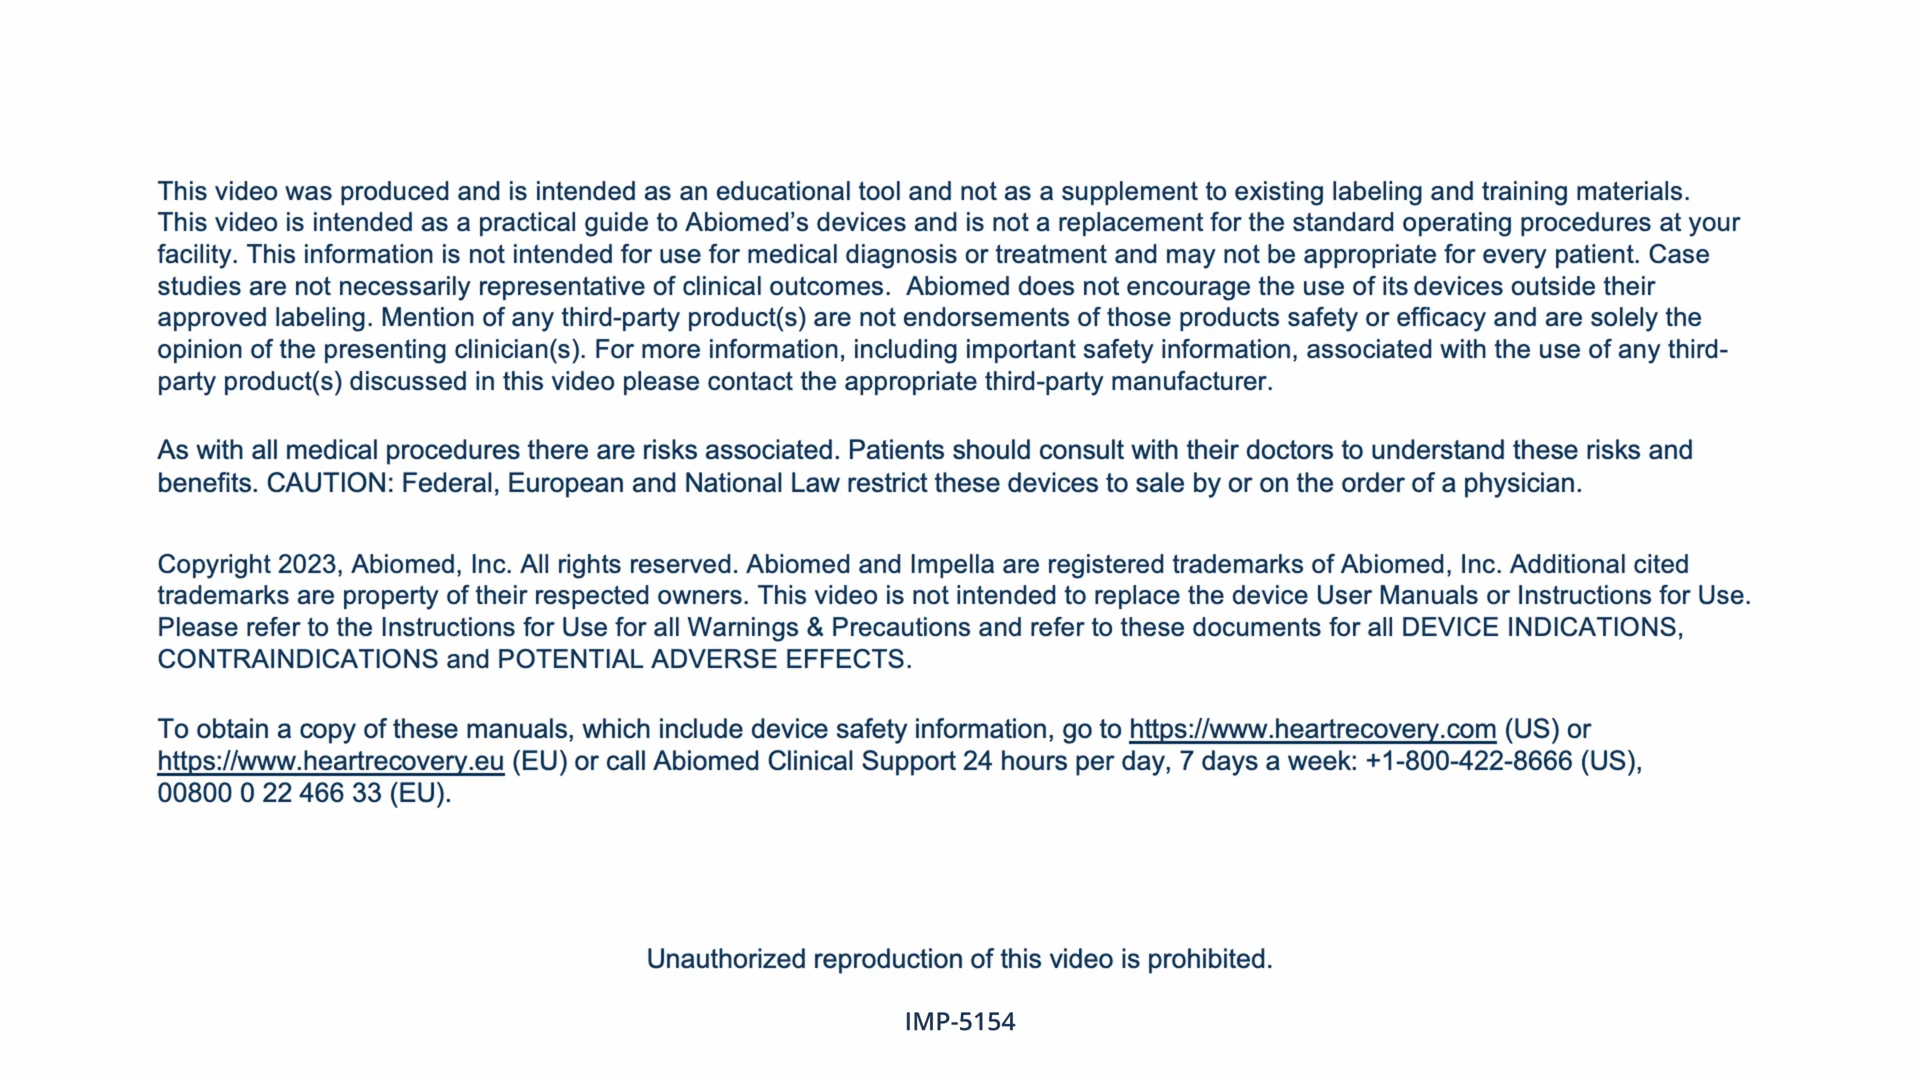 This video was produced and is intended as an educational tool and not as a supplement to existing labeling and training materials.
This video is intended as a practical guide to Abiomed’s devices and is not a replacement for the standard operating procedures at your
facility. This information is not intended for use for medical diagnosis or treatment and may not be appropriate for every patient. Case
studies are not necessarily representative of clinical outcomes.  Abiomed does not encourage the use of its devices outside their
approved labeling. Mention of any third-party product(s) are not endorsements of those products safety or efficacy and are solely the
opinion of the presenting clinician(s). For more information, including important safety information, associated with the use of any third-
party product(s) discussed in this video please contact the appropriate third-party manufacturer.
As with all medical procedures there are risks associated. Patients should consult with their doctors to understand these risks and
benefits. CAUTION: Federal, European and National Law restrict these devices to sale by or on the order of a physician.
Copyright 2023, Abiomed, Inc. All rights reserved. Abiomed and Impella are registered trademarks of Abiomed, Inc. Additional cited
trademarks are property of their respected owners. This video is not intended to replace the device User Manuals or Instructions for Use.
Please refer to the Instructions for Use for all Warnings & Precautions and refer to these documents for all DEVICE INDICATIONS,
CONTRAINDICATIONS and POTENTIAL ADVERSE EFFECTS.
To obtain a copy of these manuals, which include device safety information, go to https://www.heartrecovery.com (US) or
https://www.heartrecovery.eu (EU) or call Abiomed Clinical Support 24 hours per day, 7 days a week: +1-800-422-8666 (US),
00800 0 22 466 33 (EU).
Unauthorized reproduction of this video is prohibited.
IMP-5154